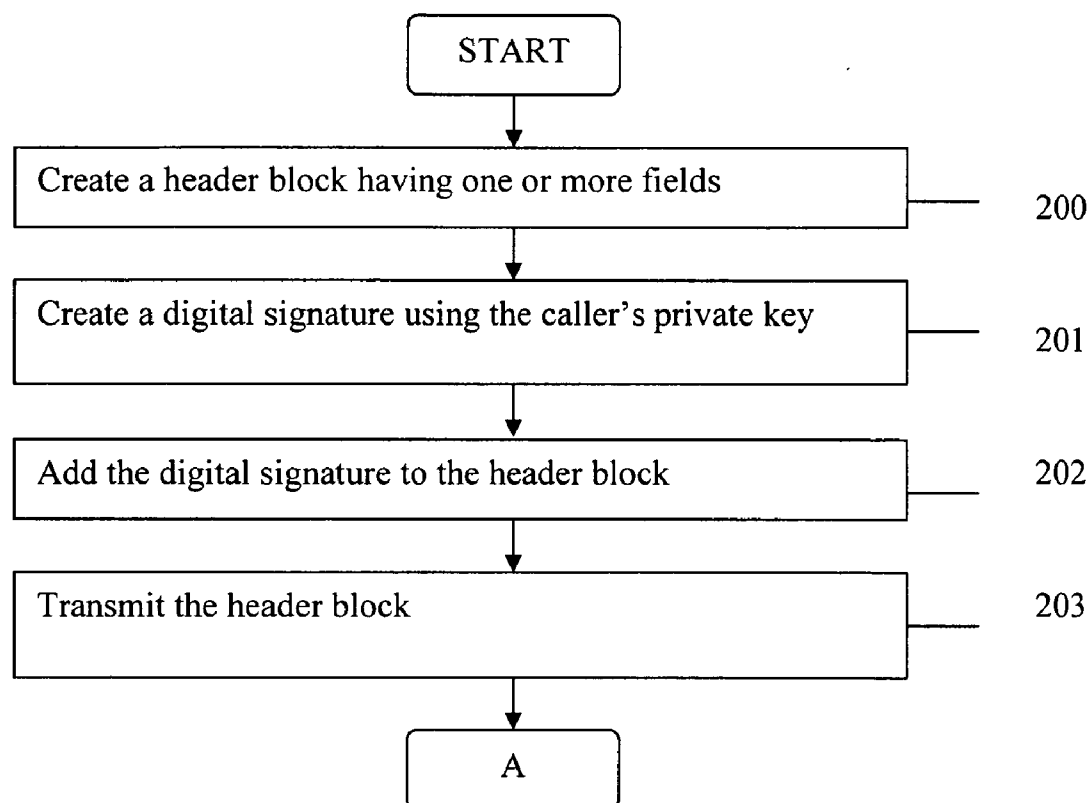 START
Create a header block having one or more fields
200
Create a digital signature using the caller's private key
201
Add the digital signature to the header block
202
Transmit the header block
203
A